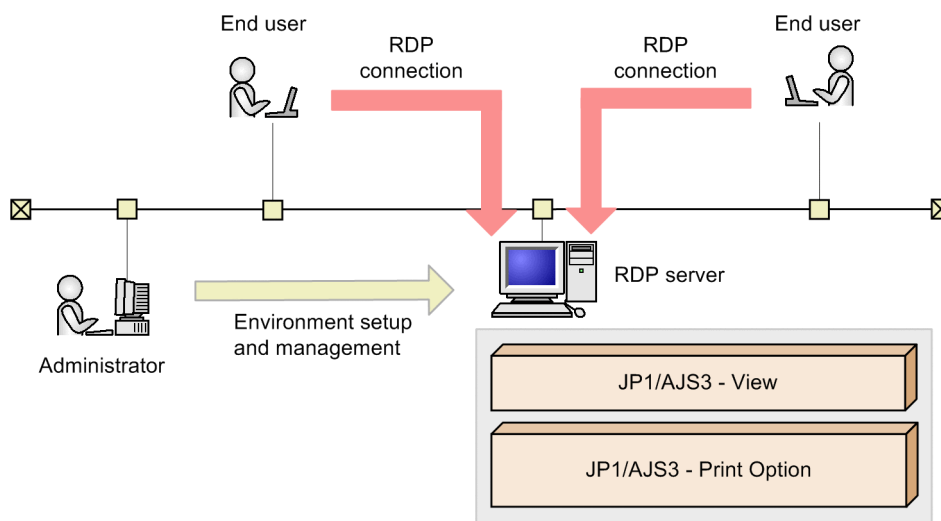 End user
End user
RDP
connection
RDP
connection
RDP server
Environment setup
and management
Administrator
JP1/AJS3 - View
JP1/AJS3 - Print Option